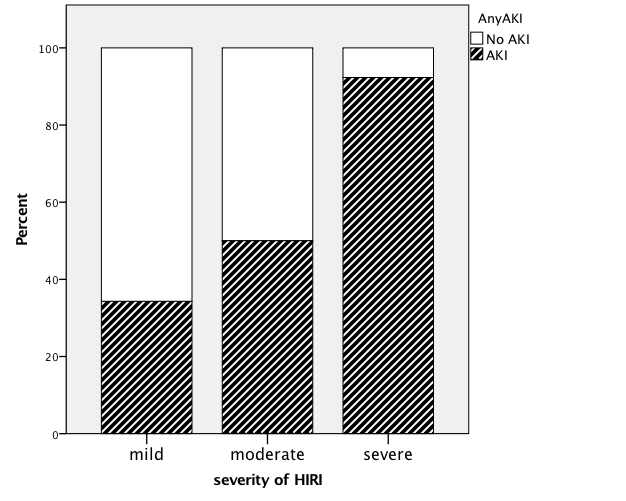 AnyAKI
No AKI
AKI
100
80
60
40
20
0
Percent
mild moderate severe
severity of HIRI